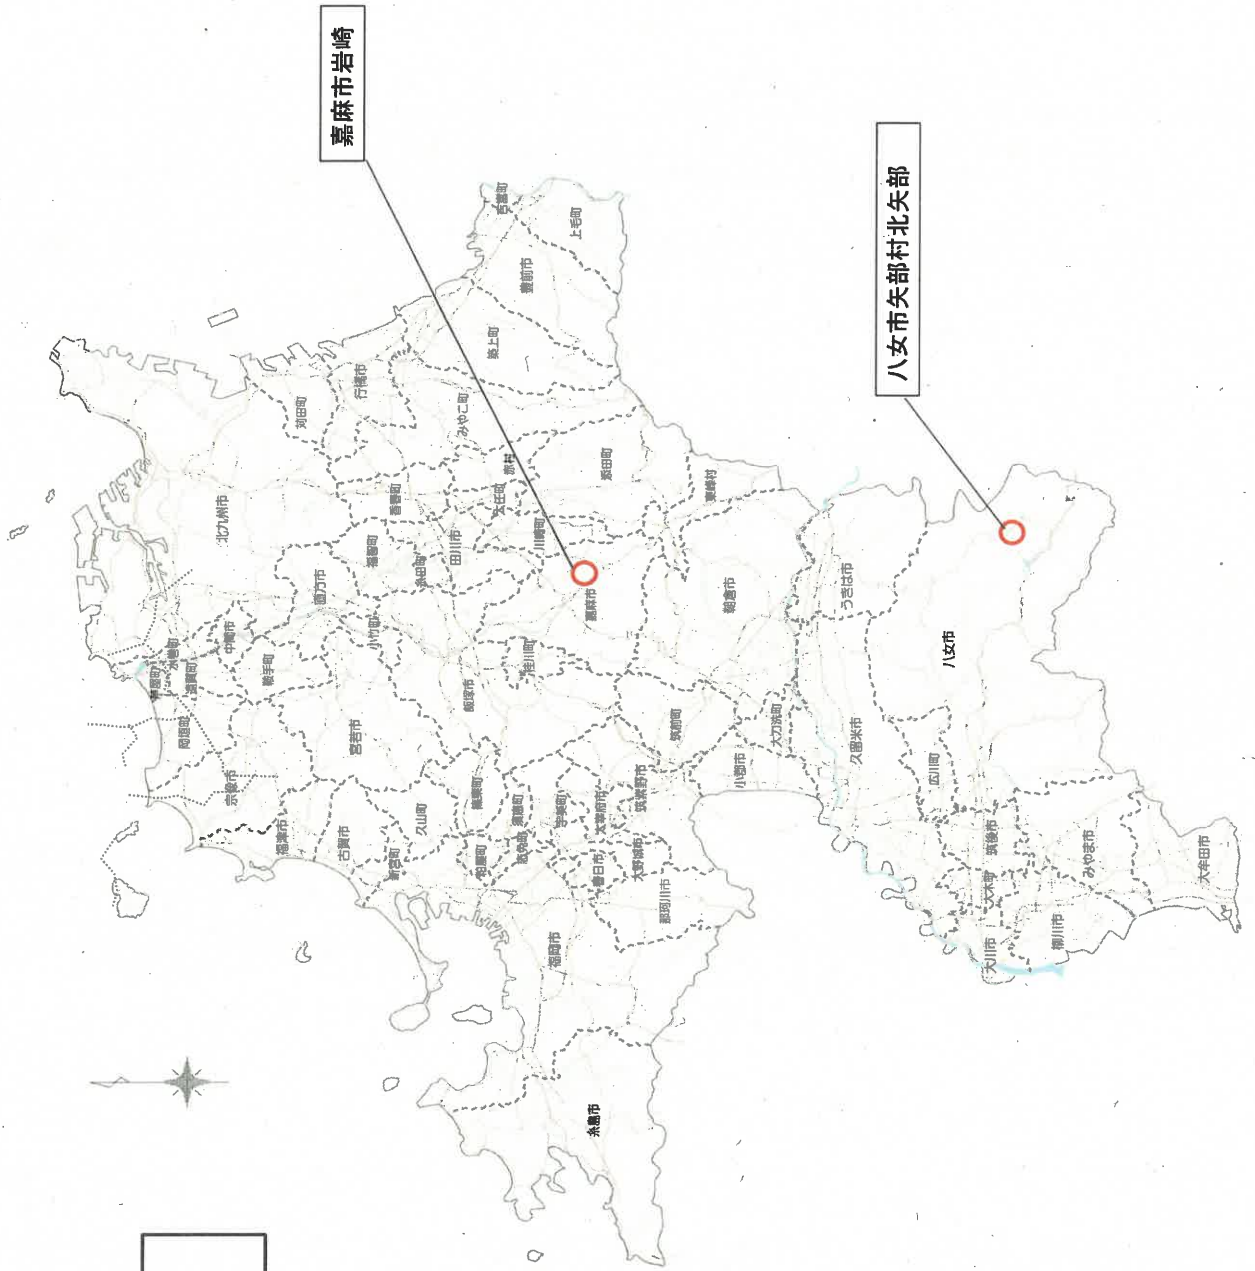 嘉麻市岩崎
八女市矢部村北矢部
北九州市
芦屋町
水巻町
遠賀町
岡垣町
中間市
鞍手町
宗像市
福津市
古賀市
新宮町
久山町
宮若市
直方市
小竹町
福智町
香春町
苅田町
行橋市
みやこ町
築上町
豊前市
吉富町
上毛町
糸田町
田川市
大任町
赤村
川崎町
添田町
飯塚市
桂川町
嘉麻市
篠栗町
粕屋町
須恵町
志免町
宇美町
太宰府市
春日市
大野城市
筑紫野市
那珂川市
福岡市
糸島市
筑前町
朝倉市
東峰村
小郡市
大刀洗町
久留米市
うきは市
広川町
八女市
筑後市
大木町
大川市
柳川市
みやま市
大牟田市